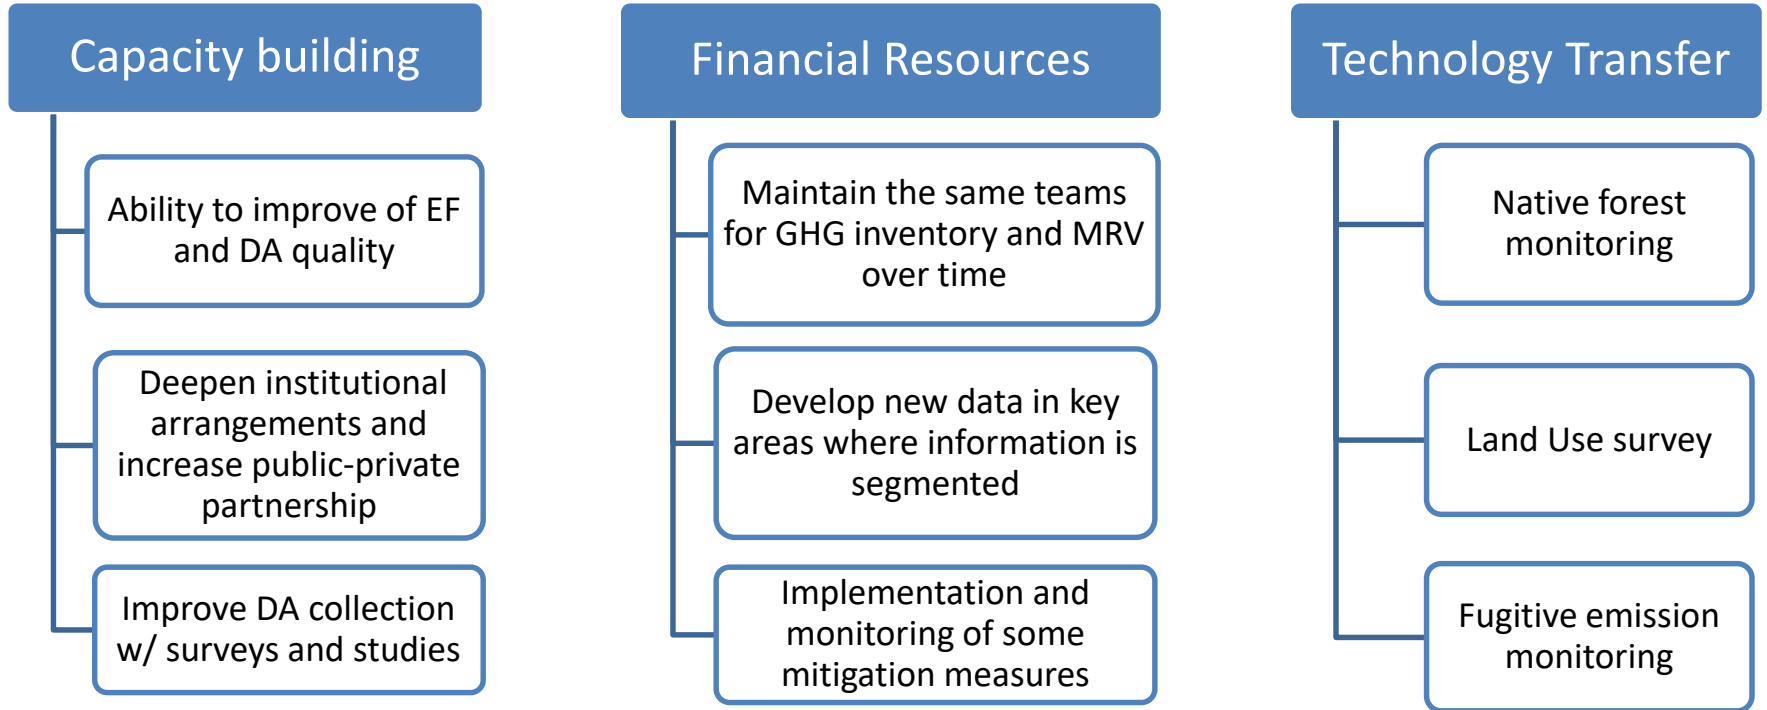 Capacity building
Ability to improve of EF
and DA quality
Deepen institutional
arrangements and
increase public-private
partnership
Improve DA collection
w/ surveys and studies
Financial Resources
Maintain the same teams
for GHG inventory and MRV
over time
Develop new data in key
areas where information is
segmented
Implementation and
monitoring of some
mitigation measures
Technology Transfer
Native forest
monitoring
Land Use survey
Fugitive emission
monitoring